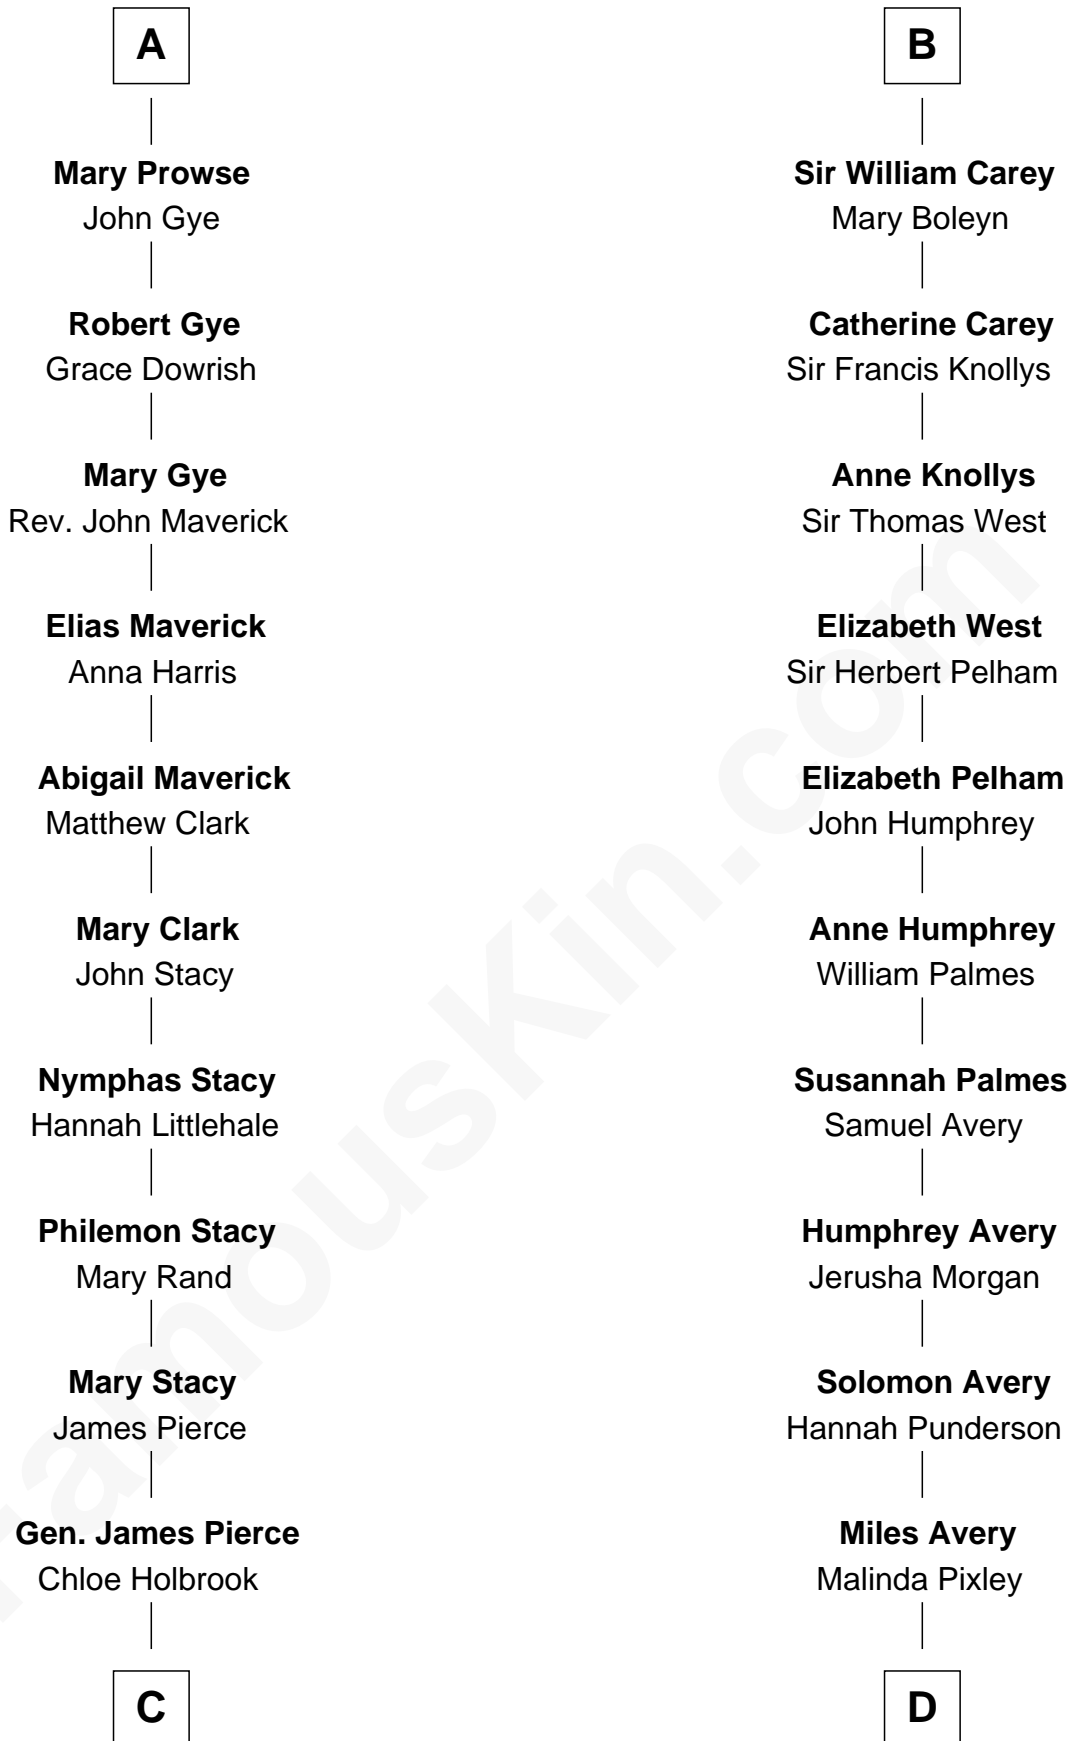 A
Mary Prowse
John Gye
Robert Gye
Grace Dowrish
Mary Gye
Rev. John Maverick
Elias Maverick
Anna Harris
Abigail Maverick
Matthew Clark
Mary Clark
John Stacy
Nymphas Stacy
Hannah Littlehale
Philemon Stacy
Mary Rand
Mary Stacy
James Pierce
Gen. James Pierce
Chloe Holbrook
C
B
Sir William Carey
Mary Boleyn
Catherine Carey
Sir Francis Knollys
Anne Knollys
Sir Thomas West
Elizabeth West
Sir Herbert Pelham
Elizabeth Pelham
John Humphrey
Anne Humphrey
William Palmes
Susannah Palmes
Samuel Avery
Humphrey Avery
Jerusha Morgan
Solomon Avery
Hannah Punderson
Miles Avery
Malinda Pixley
D
FamousKin.com